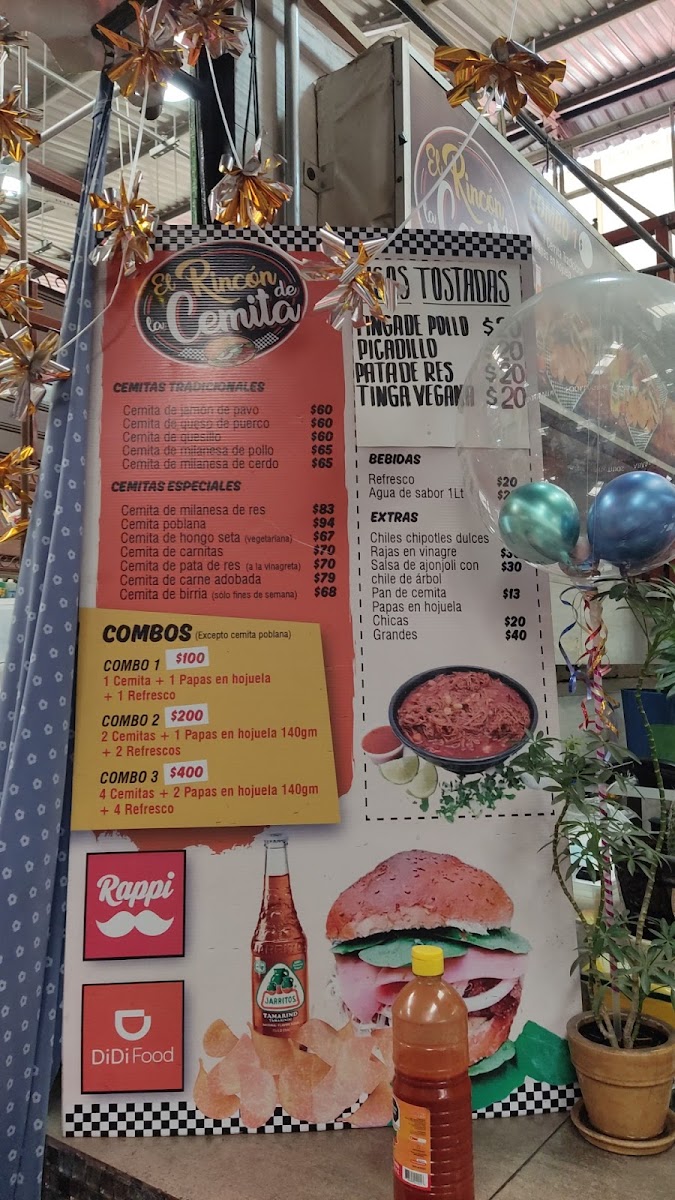 El Rincón
de la
Cemita
CEMITAS TRADICIONALES
Cemita de jamón de pavo $60
Cemita de queso de puerco $60
Cemita de quesillo $60
Cemita de milanesa de pollo $65
Cemita de milanesa de cerdo $65
CEMITAS ESPECIALES
Cemita de milanesa de res $83
Cemita poblana $94
Cemita de hongo seta (vegetariana) $67
Cemita de carnitas $70
Cemita de pata de res (a la vinagreta) $70
Cemita de carne adobada $79
Cemita de birria (sólo fines de semana) $68
COMBOS (Excepto cemita poblana)
COMBO 1 $100
1 Cemita + 1 Papas en hojuela
+ 1 Refresco
COMBO 2 $200
2 Cemitas + 1 Papas en hojuela 140gm
+ 2 Refrescos
COMBO 3 $400
4 Cemitas + 2 Papas en hojuela 140gm
+ 4 Refresco
TOSTADAS
TINGA DE POLLO
PICADILLO $20
PATA DE RES $20
TINGA VEGANA $20
BEBIDAS
Refresco $20
Agua de sabor 1Lt
EXTRAS
Chiles chipotles dulces
Rajas en vinagre
Salsa de ajonjolí con $30
chile de árbol
Pan de cemita $13
Papas en hojuela
Chicas $20
Grandes $40
Rappi
DiDi Food
JARRITOS
TAMARIND
El Rincón
la
COMBO